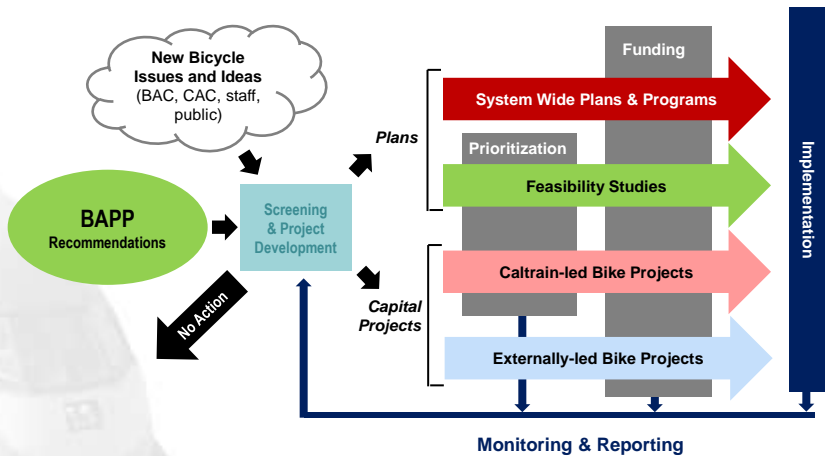 New Bicycle
Issues and Ideas
(BAC, CAC, staff,
public)
BAPP
Recommendations
Screening
& Project
Development
No Action
Plans
Capital
Projects
Prioritization
Funding
System Wide Plans & Programs
Feasibility Studies
Caltrain-led Bike Projects
Externally-led Bike Projects
Implementation
Monitoring & Reporting